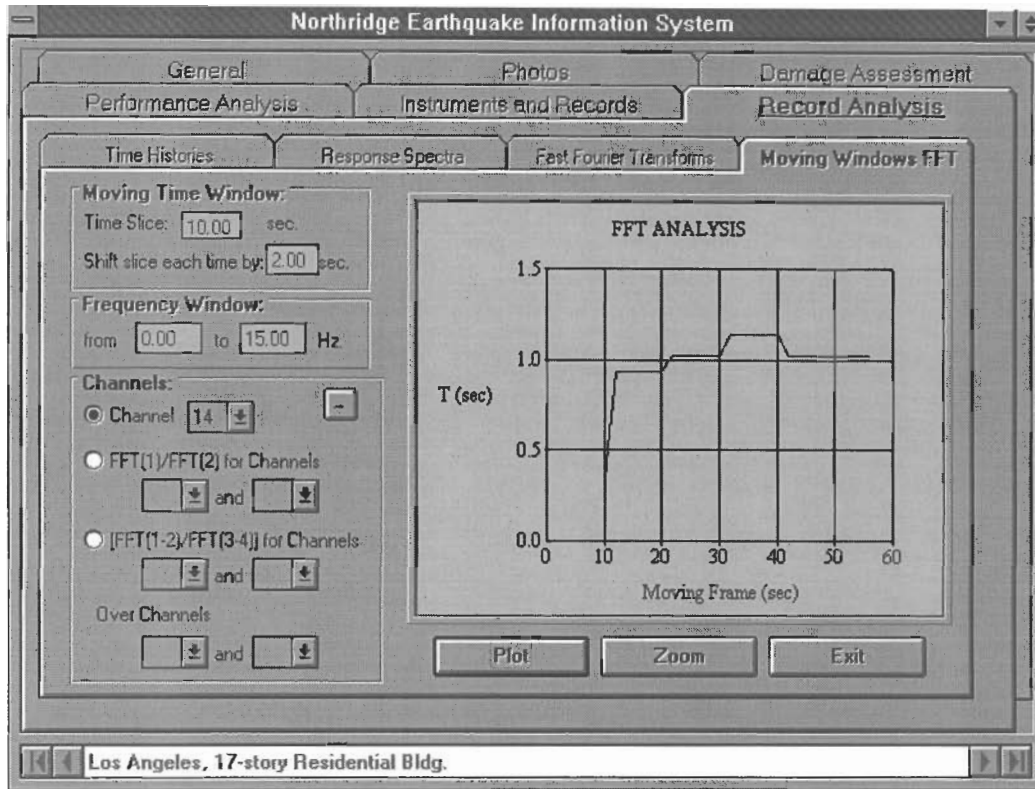 Northridge Earthquake Information System
General Photos Damage Assessment
Performance Analysis Instruments and Records Record Analysis
Time Histories Response Spectra Fast Fourier Transforms Moving Windows FFT
Moving Time Window:
Time Slice: 10.00 sec.
Shift slice each time by: 2.00 sec.
Frequency Window:
from 0.00 to 15.00 Hz
Channels:
Channel 14
FFT(1)/FFT(2) for Channels
and
[FFT(1-2)/FFT(3-4)] for Channels
and
Over Channels
and
FFT ANALYSIS
1.5
1.0
T (sec)
0.5
0.0
0 10 20 30 40 50 60
Moving Frame (sec)
Plot Zoom Exit
Los Angeles, 17-story Residential Bldg.